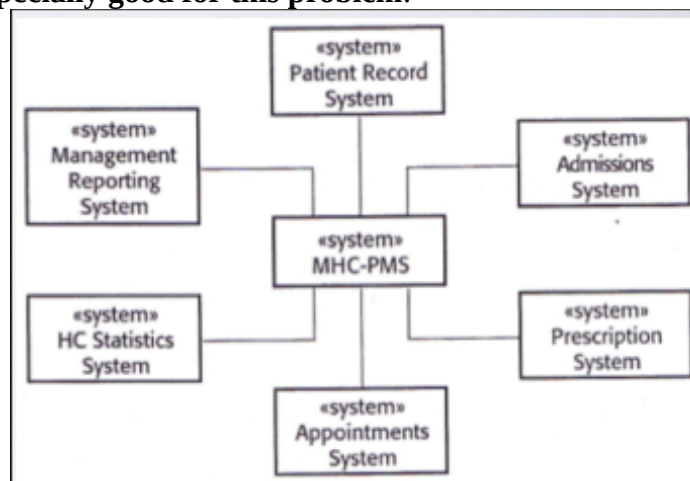 pecially good for this problem.
«system»
Patient Record
System
«system»
Management
Reporting
System
«system»
Admissions
System
«system»
MHC-PMS
«system»
HC Statistics
System
«system»
Prescription
System
«system»
Appointments
System